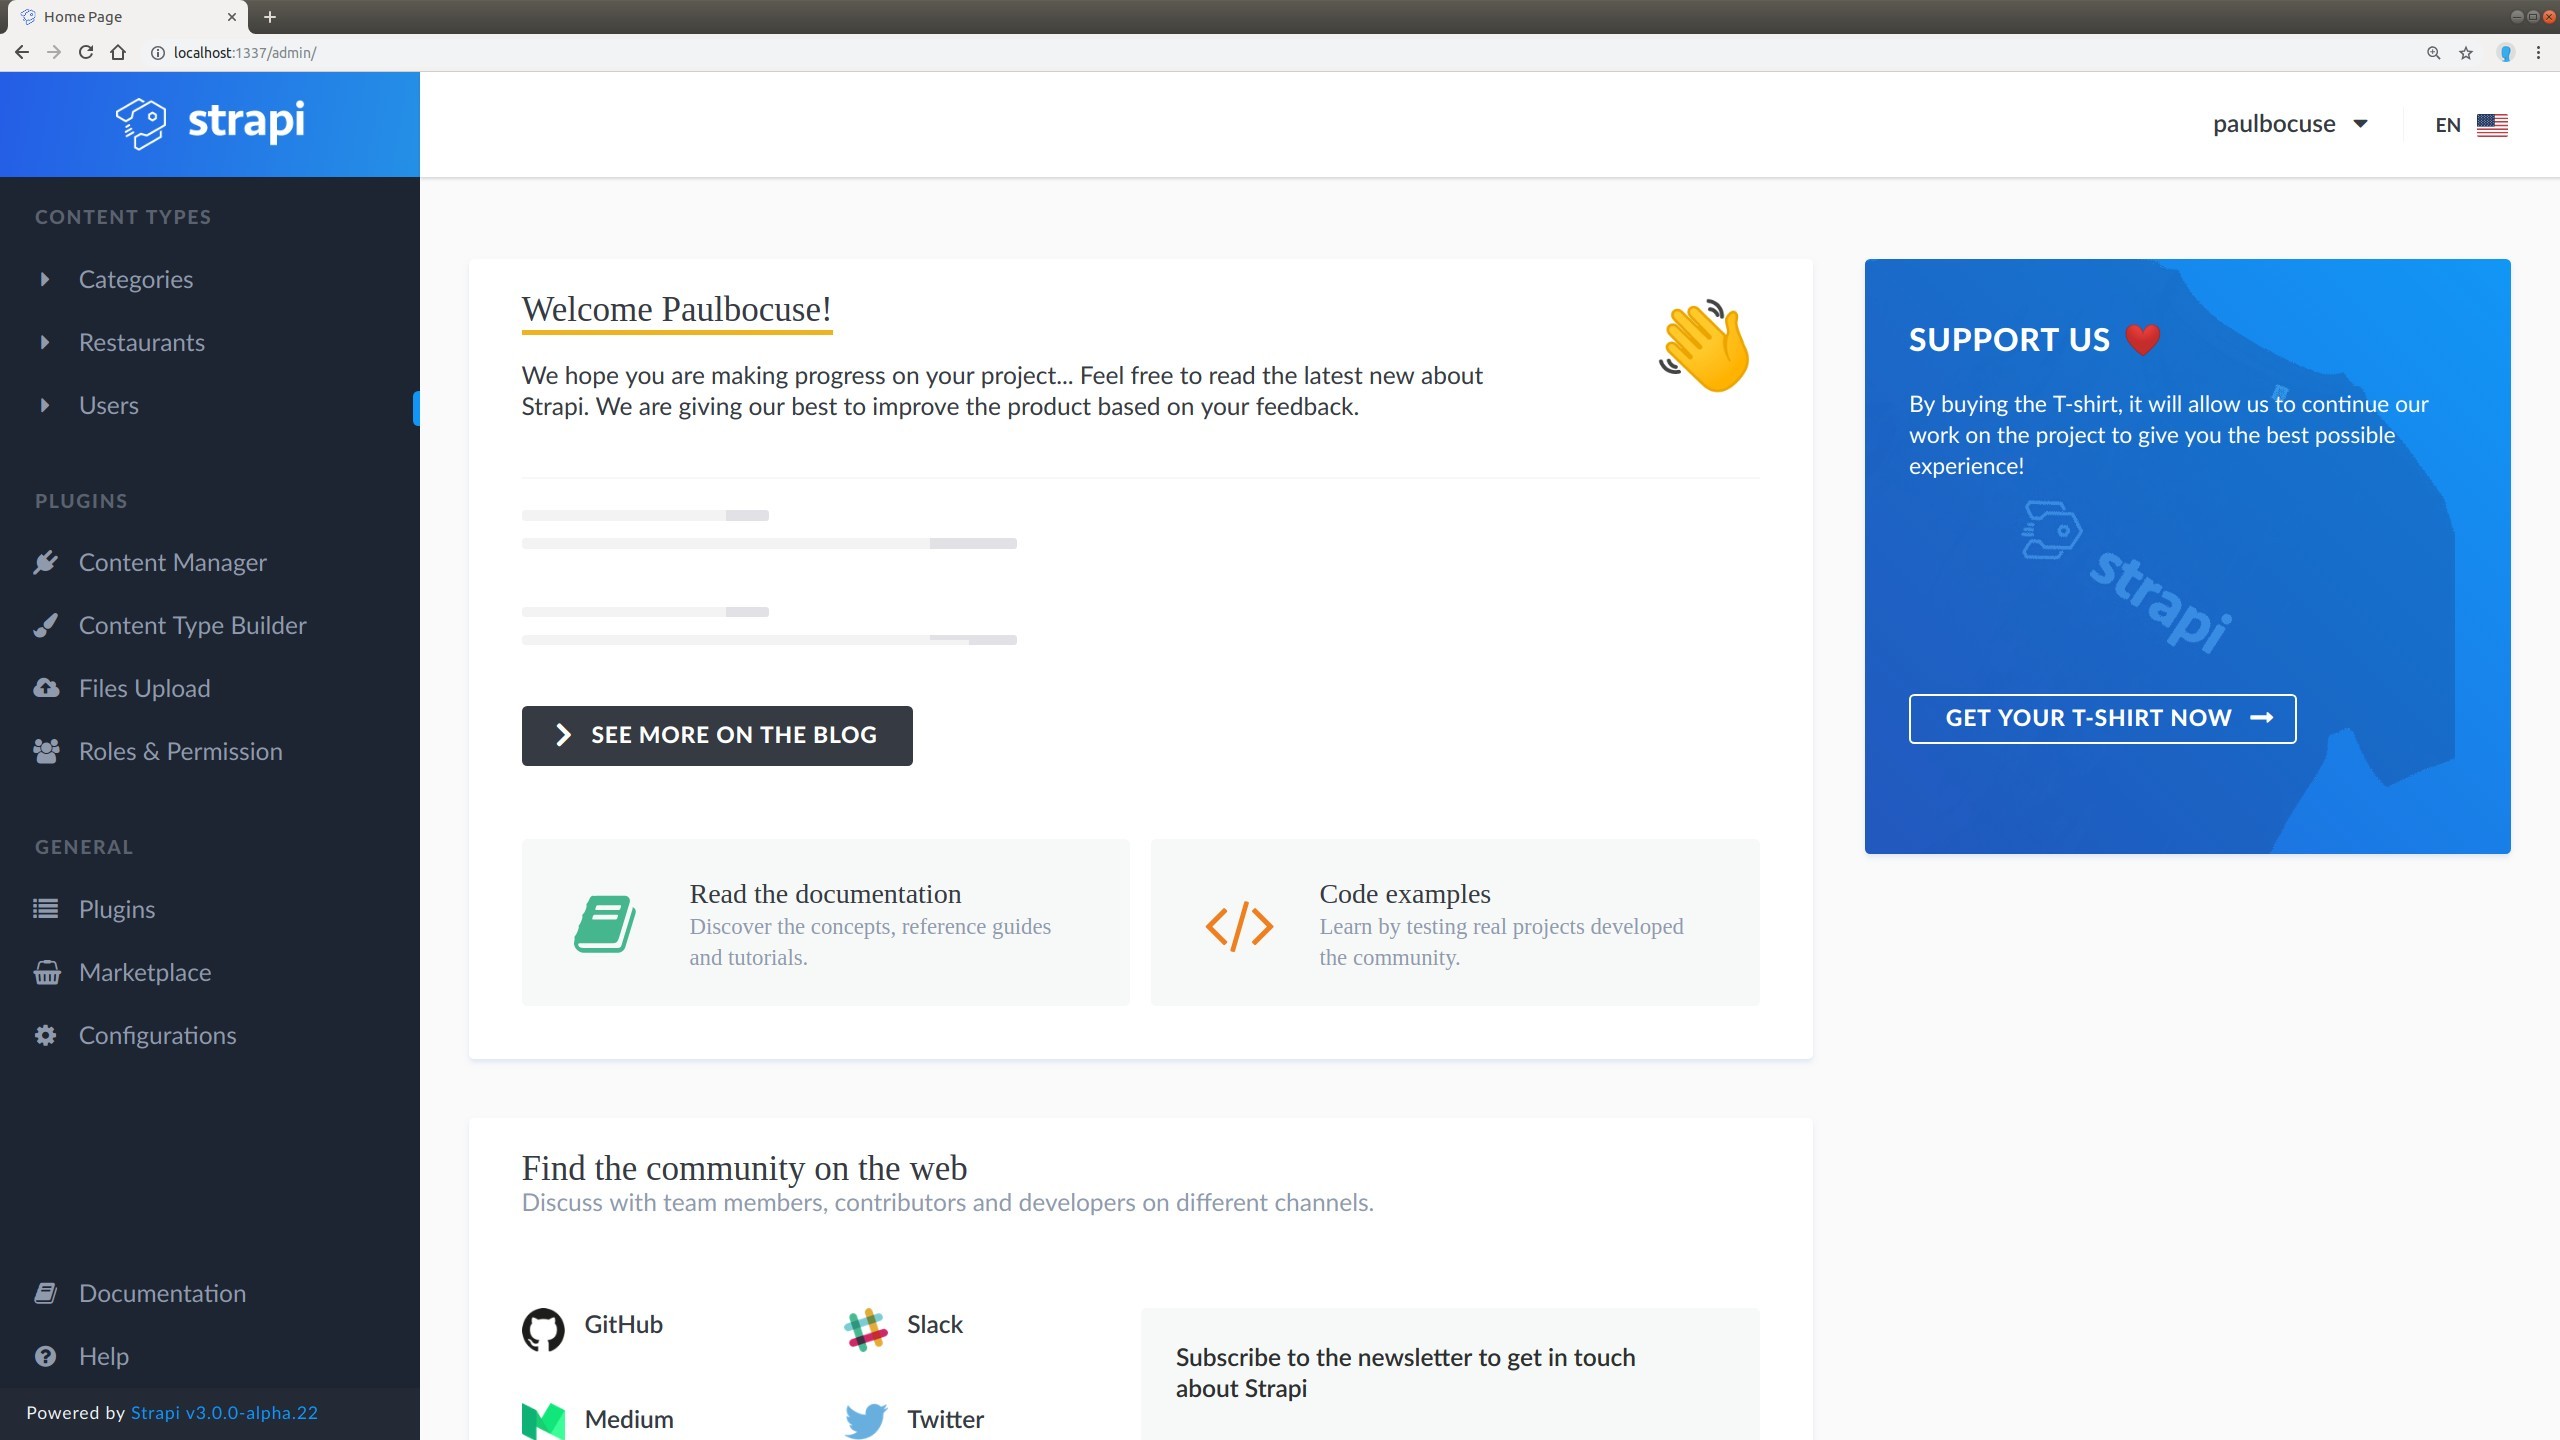 Home Page
localhost:1337/admin/
strapi
paulbocuse
EN
CONTENT TYPES
Categories
Restaurants
Users
PLUGINS
Content Manager
Content Type Builder
Files Upload
Roles & Permission
GENERAL
Plugins
Marketplace
Configurations
Documentation
Help
Powered by Strapi v3.0.0-alpha.22
Welcome Paulbocuse!
We hope you are making progress on your project... Feel free to read the latest new about
Strapi. We are giving our best to improve the product based on your feedback.
SEE MORE ON THE BLOG
Read the documentation
Discover the concepts, reference guides
and tutorials.
Code examples
Learn by testing real projects developed
the community.
Find the community on the web
Discuss with team members, contributors and developers on different channels.
GitHub
Slack
Medium
Twitter
Subscribe to the newsletter to get in touch
about Strapi
SUPPORT US
By buying the T-shirt, it will allow us to continue our
work on the project to give you the best possible
experience!
strapi
GET YOUR T-SHIRT NOW